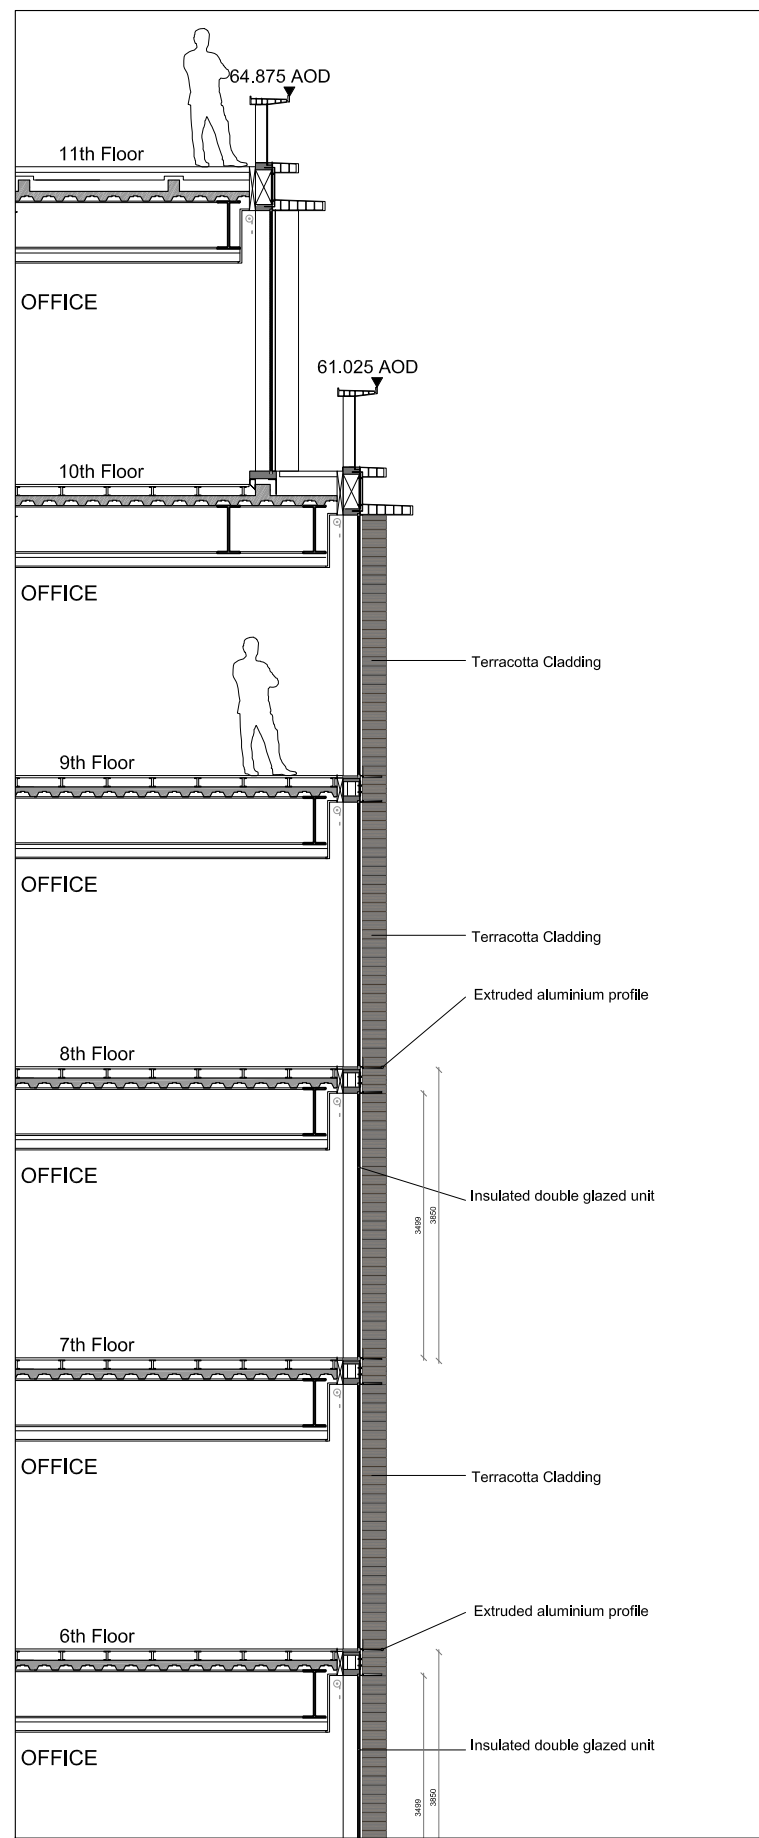 64.875 AOD
11th Floor
OFFICE
61.025 AOD
10th Floor
OFFICE
Terracotta Cladding
9th Floor
OFFICE
Terracotta Cladding
Extruded aluminium profile
8th Floor
OFFICE
Insulated double glazed unit
3499
3850
7th Floor
OFFICE
Terracotta Cladding
Extruded aluminium profile
6th Floor
Insulated double glazed unit
OFFICE
3499
3850